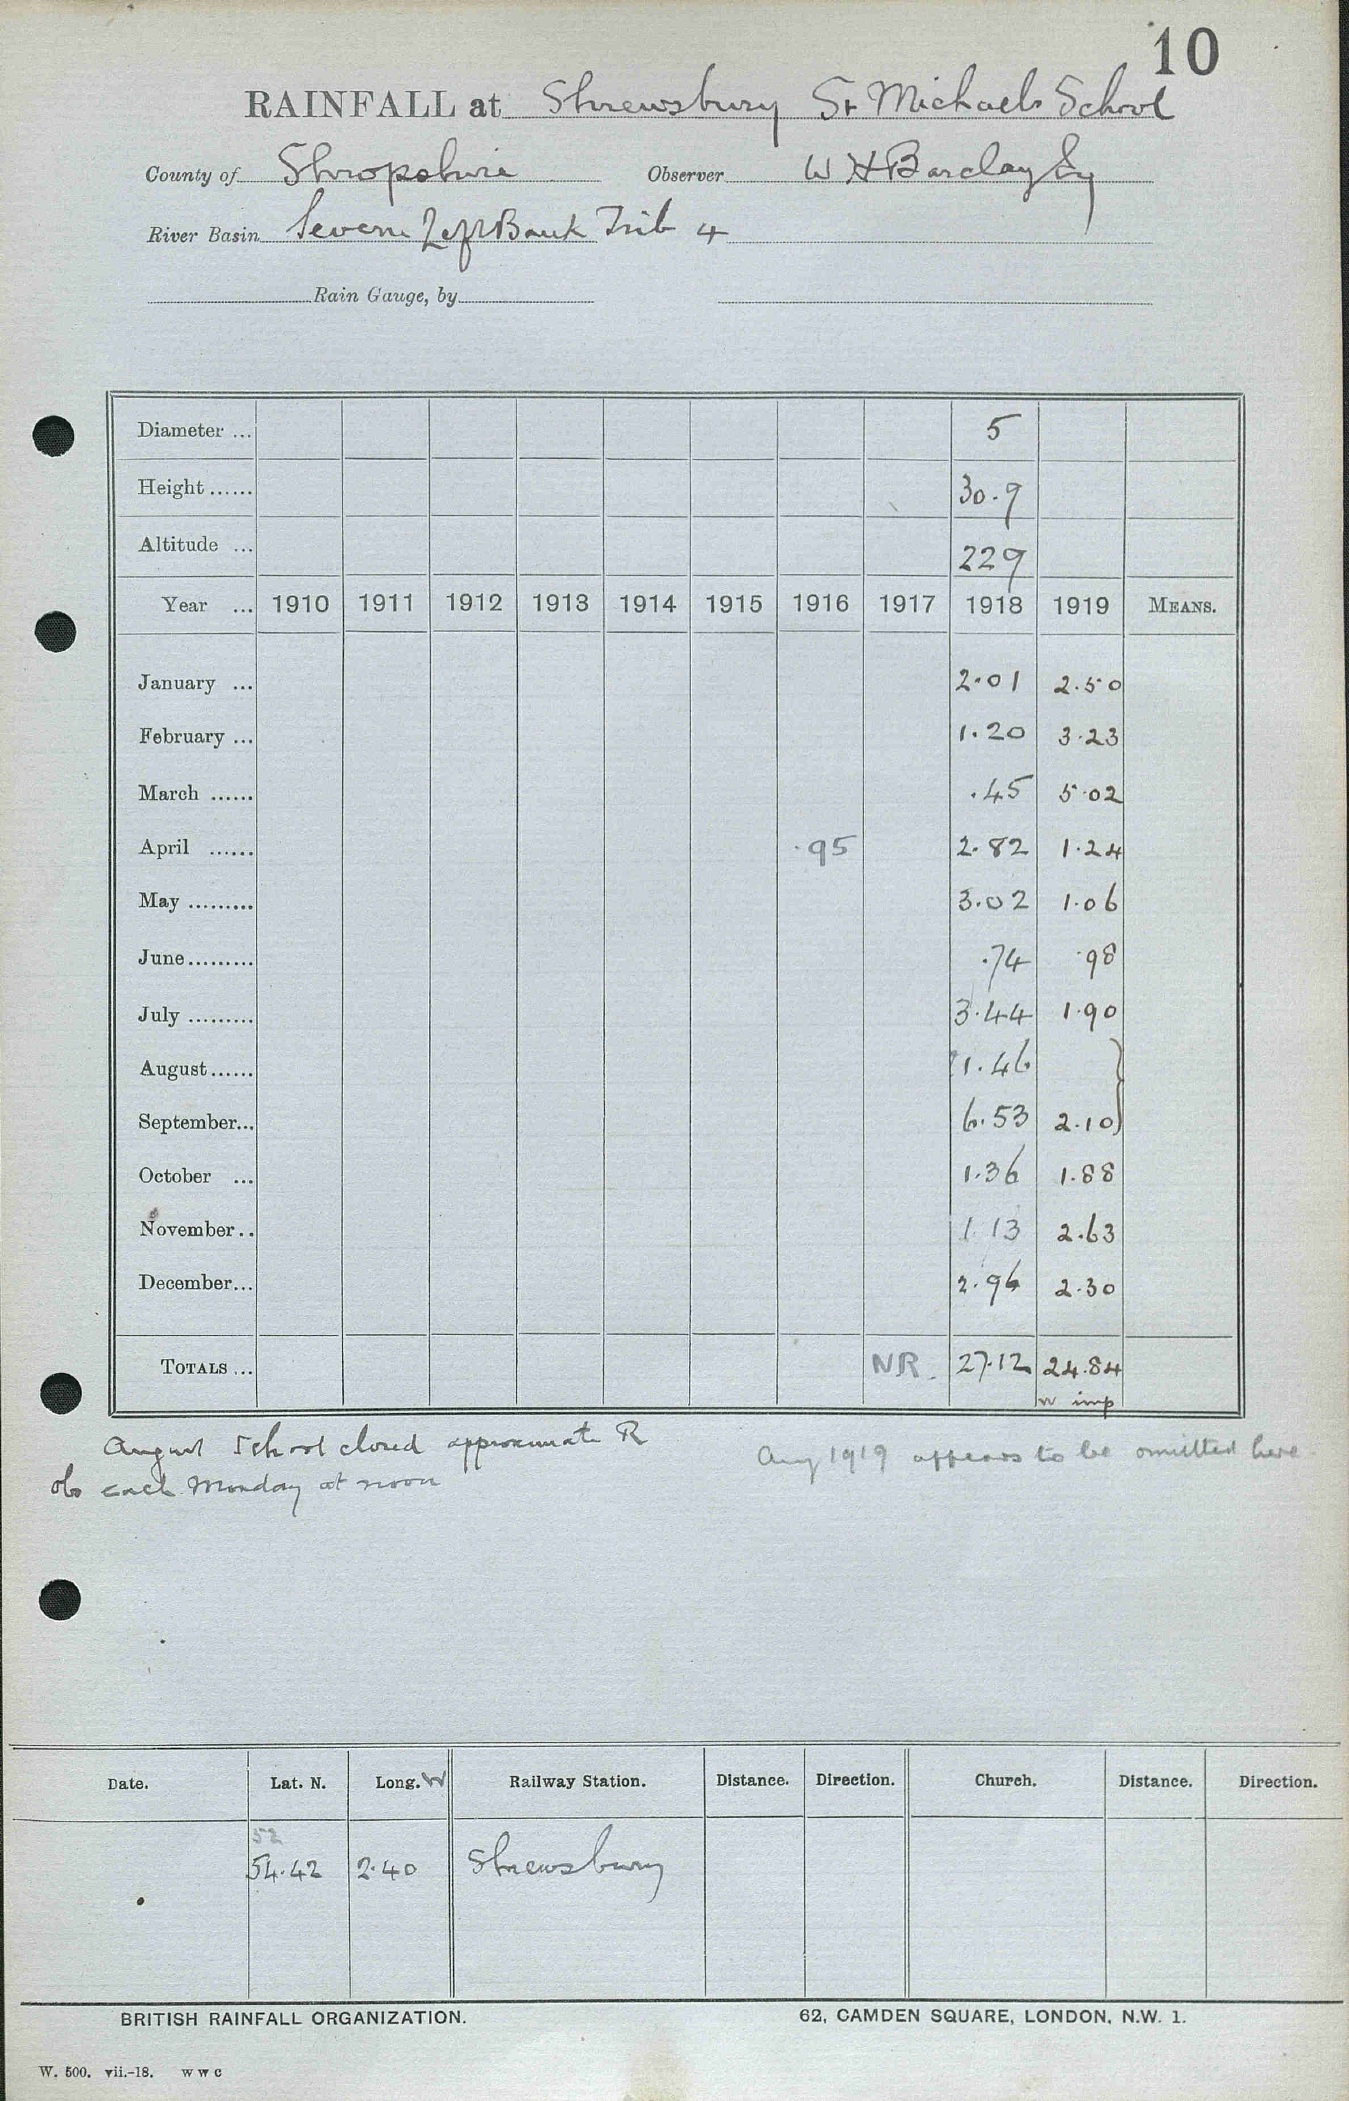 10
RAINFALL at Shrewsbury St Michaels School
County of Shropshire Observer W H Barclay Esq
River Basin Severn Left Bank Trib 4
Rain Gauge, by
Diameter ... 5
Height ...... 30.9
Altitude ... 229
Year ... 1910 1911 1912 1913 1914 1915 1916 1917 1918 1919 MEANS.
January ... 2.01 2.50
February ... 1.20 3.23
March ...... .45 5.02
April ...... .95 2.82 1.24
May ......... 3.02 1.06
June ......... .74 .98
July ......... 3.44 1.90
August ...... ?1.46 }
September... 6.53 2.10
October ... 1.36 1.88
November .. 1.13 2.63
December... 2.96 2.30
TOTALS ... NR. 27.12 24.84
imp
August School closed approximate R
Aug 1919 appears to be omitted here
obs each Monday at noon
Date. Lat. N. Long. W Railway Station. Distance. Direction. Church. Distance. Direction.
52
54.42 2.40 Shrewsbury
BRITISH RAINFALL ORGANIZATION. 62, CAMDEN SQUARE, LONDON, N.W. 1.
W. 500. vii.-18. w w c